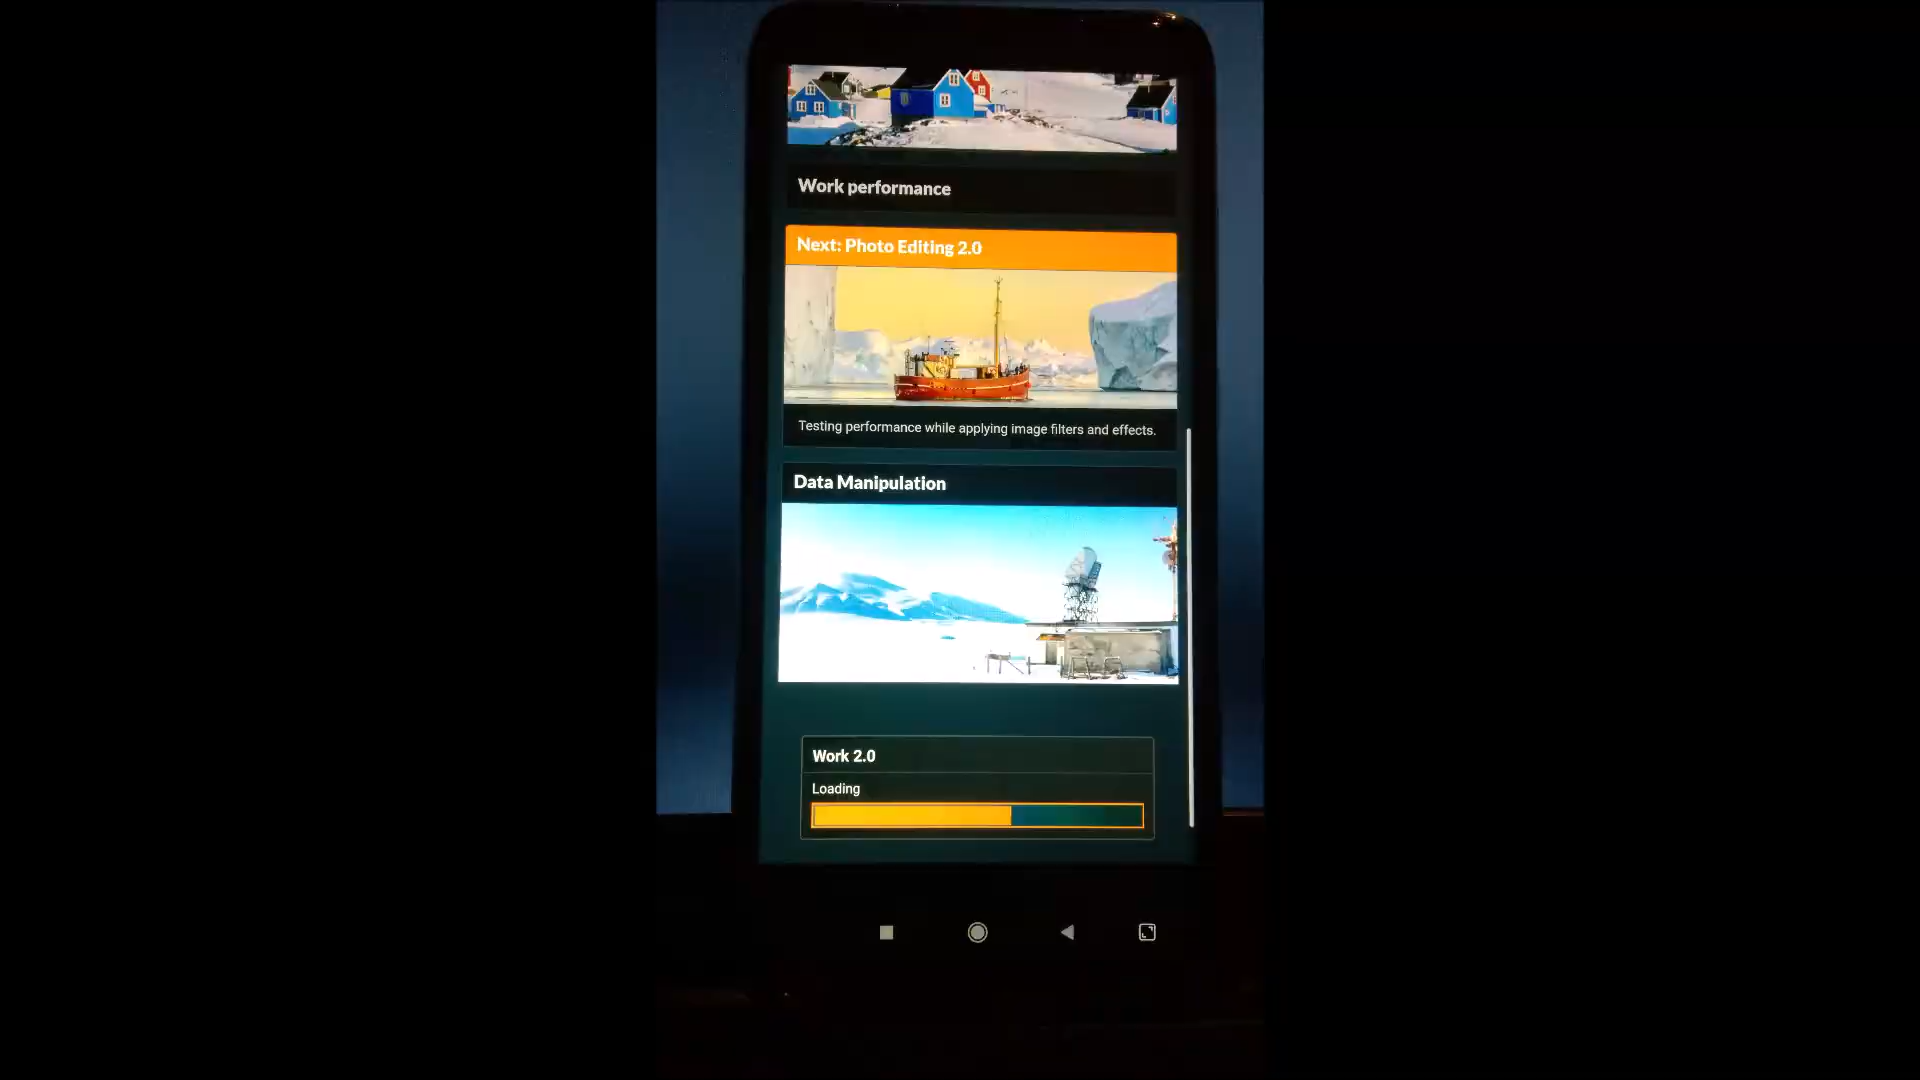 Work performance
Next: Photo Editing 2.0
Testing performance while applying image filters and effects.
Data Manipulation
Work 2.0
Loading